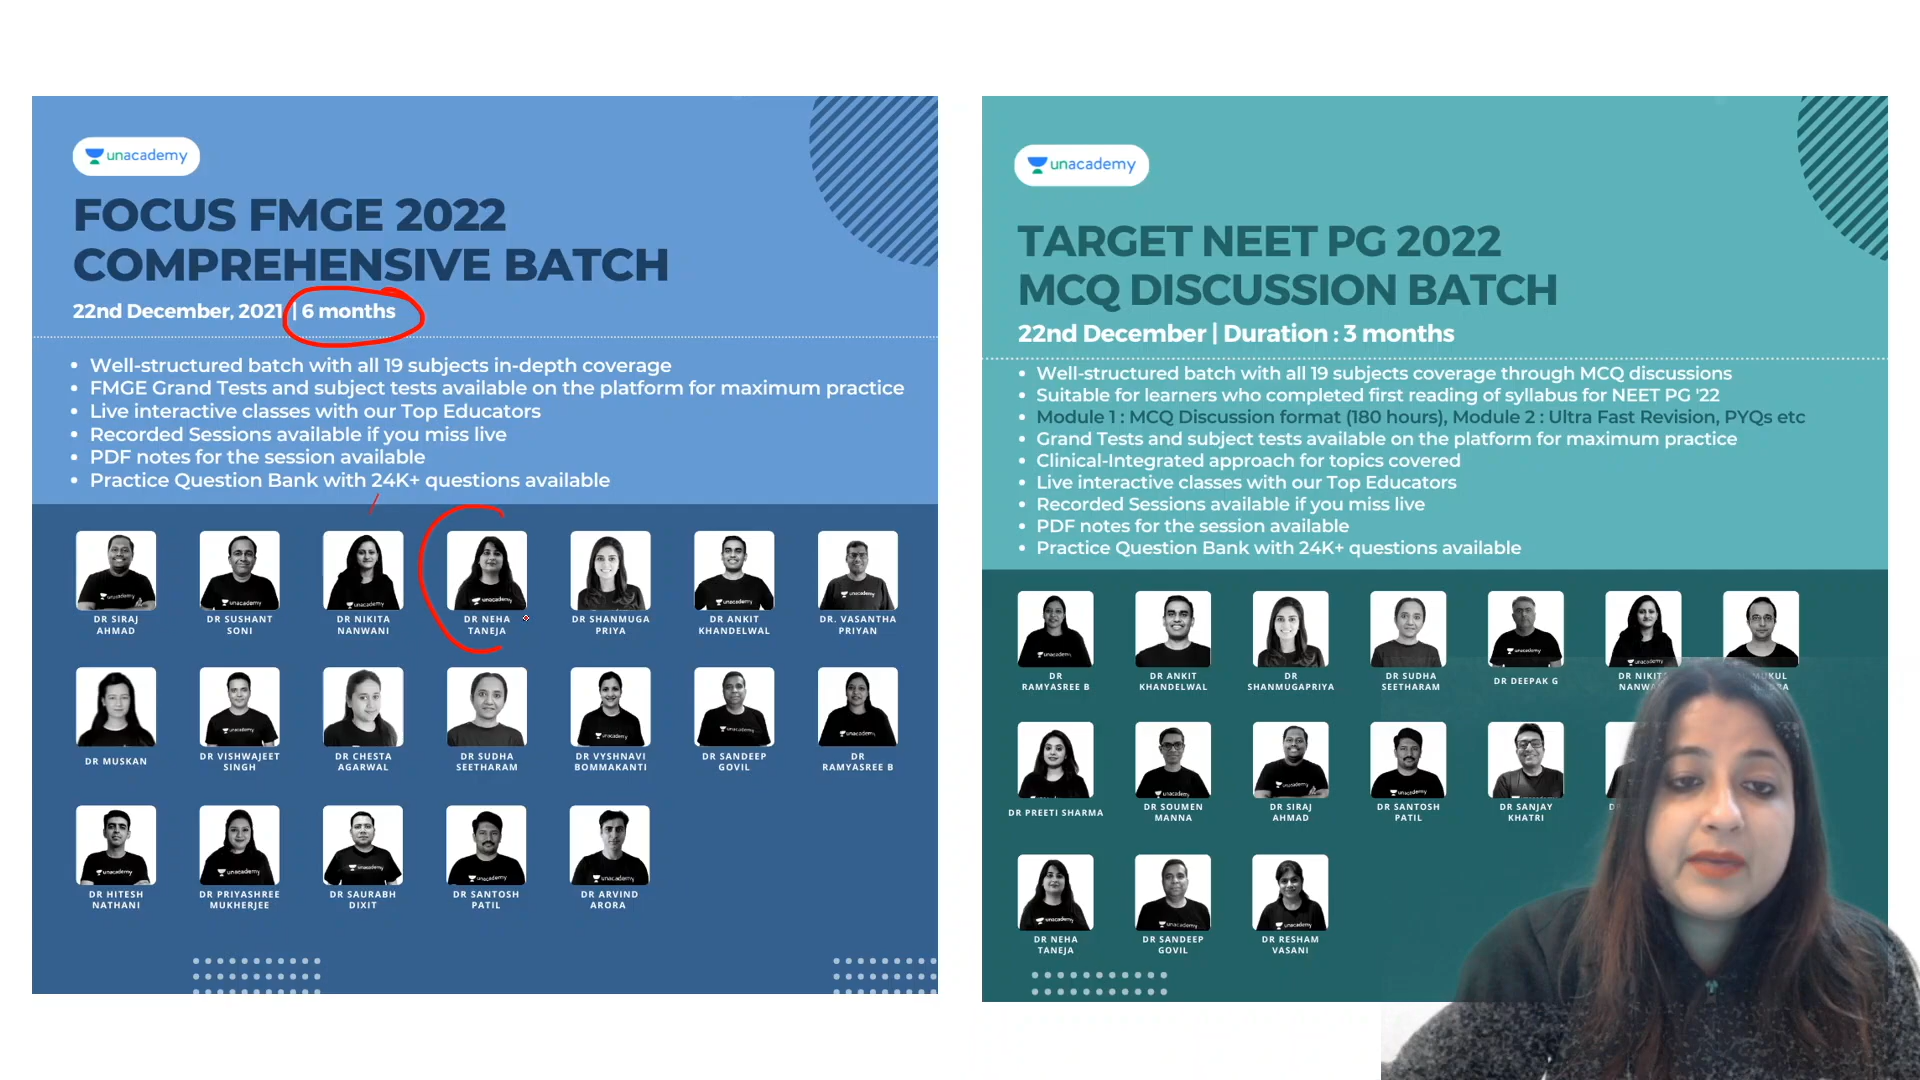 unacademy
FOCUS FMGE 2022
COMPREHENSIVE BATCH
22nd December, 2021 | 6 months
• Well-structured batch with all 19 subjects in-depth coverage
• FMGE Grand Tests and subject tests available on the platform for maximum practice
• Live interactive classes with our Top Educators
• Recorded Sessions available if you miss live
• PDF notes for the session available
• Practice Question Bank with 24K+ questions available
DR SIRAJ
AHMAD
DR SUSHANT
SONI
DR NIKITA
NANWANI
DR NEHA
TANEJA
DR SHANMUGA
PRIYA
DR ANKIT
KHANDELWAL
DR. VASANTHA
PRIYAN
DR MUSKAN
DR VISHWAJEET
SINGH
DR CHESTA
AGARWAL
DR SUDHA
SEETHARAM
DR VYSHNAVI
BOMMAKANTI
DR SANDEEP
GOVIL
DR
RAMYASREE B
DR HITESH
NATHANI
DR PRIYASHREE
MUKHERJEE
DR SAURABH
DIXIT
DR SANTOSH
PATIL
DR ARVIND
ARORA
unacademy
TARGET NEET PG 2022
MCQ DISCUSSION BATCH
22nd December | Duration : 3 months
• Well-structured batch with all 19 subjects coverage through MCQ discussions
• Suitable for learners who completed first reading of syllabus for NEET PG '22
• Module 1 : MCQ Discussion format (180 hours), Module 2 : Ultra Fast Revision, PYQs etc
• Grand Tests and subject tests available on the platform for maximum practice
• Clinical-Integrated approach for topics covered
• Live interactive classes with our Top Educators
• Recorded Sessions available if you miss live
• PDF notes for the session available
• Practice Question Bank with 24K+ questions available
DR
RAMYASREE B
DR ANKIT
KHANDELWAL
DR
SHANMUGAPRIYA
DR SUDHA
SEETHARAM
DR DEEPAK G
DR PREETI SHARMA
DR SOUMEN
MANNA
DR SIRAJ
AHMAD
DR SANTOSH
PATIL
DR SANJAY
KHATRI
DR NEHA
TANEJA
DR SANDEEP
GOVIL
DR RESHAM
VASANI